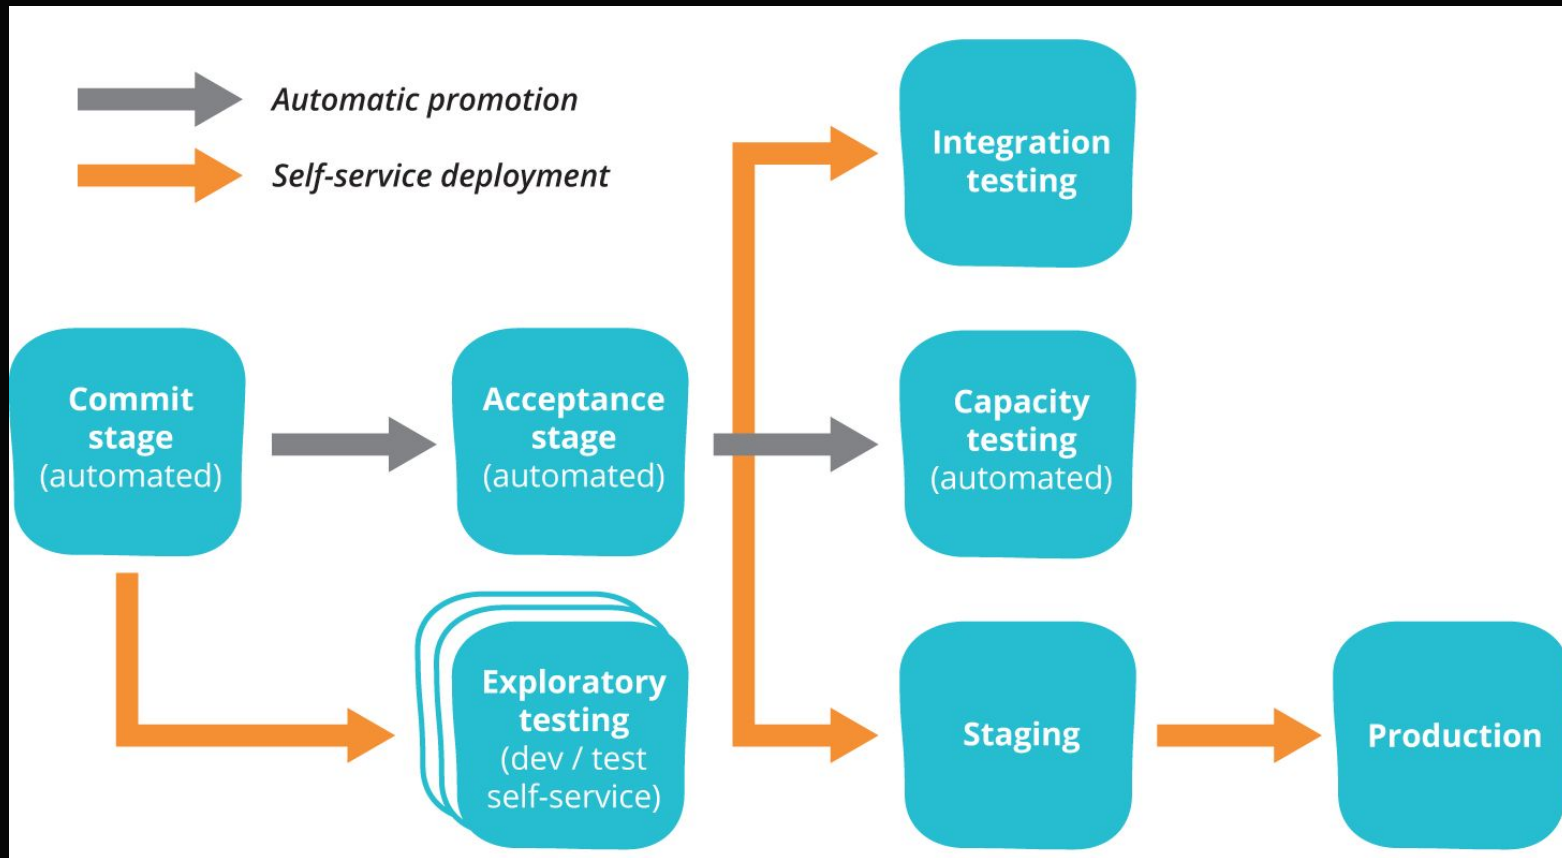 Automatic promotion
Self-service deployment
Integration
testing
Commit
stage
(automated)
Acceptance
stage
(automated)
Capacity
testing
(automated)
Exploratory
testing
(dev / test
self-service)
Staging
Production